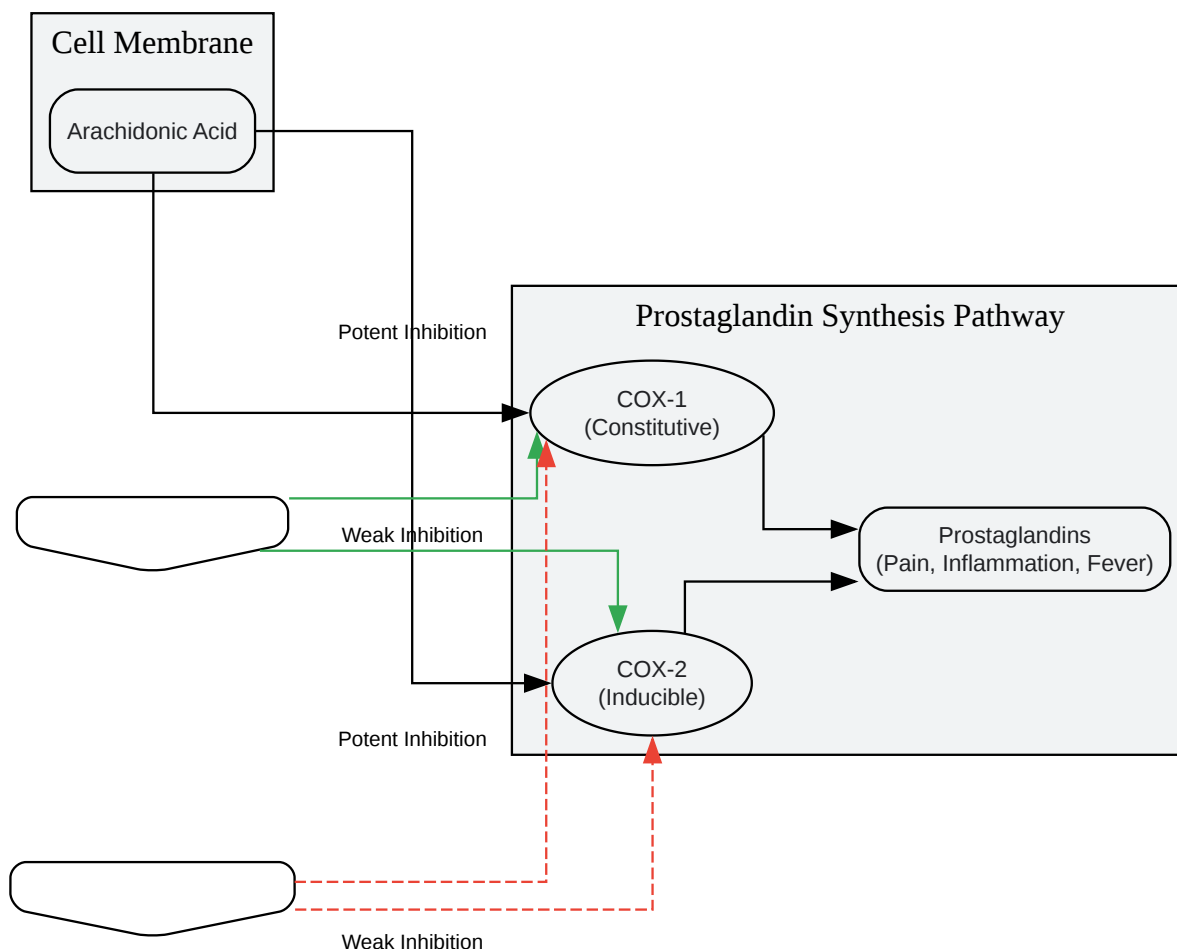 Cell Membrane
Arachidonic Acid
Prostaglandin Synthesis Pathway
Potent Inhibition
COX-1
(Constitutive)
Weak Inhibition
Prostaglandins
(Pain, Inflammation, Fever)
COX-2
(Inducible)
Potent Inhibition
Weak Inhibition